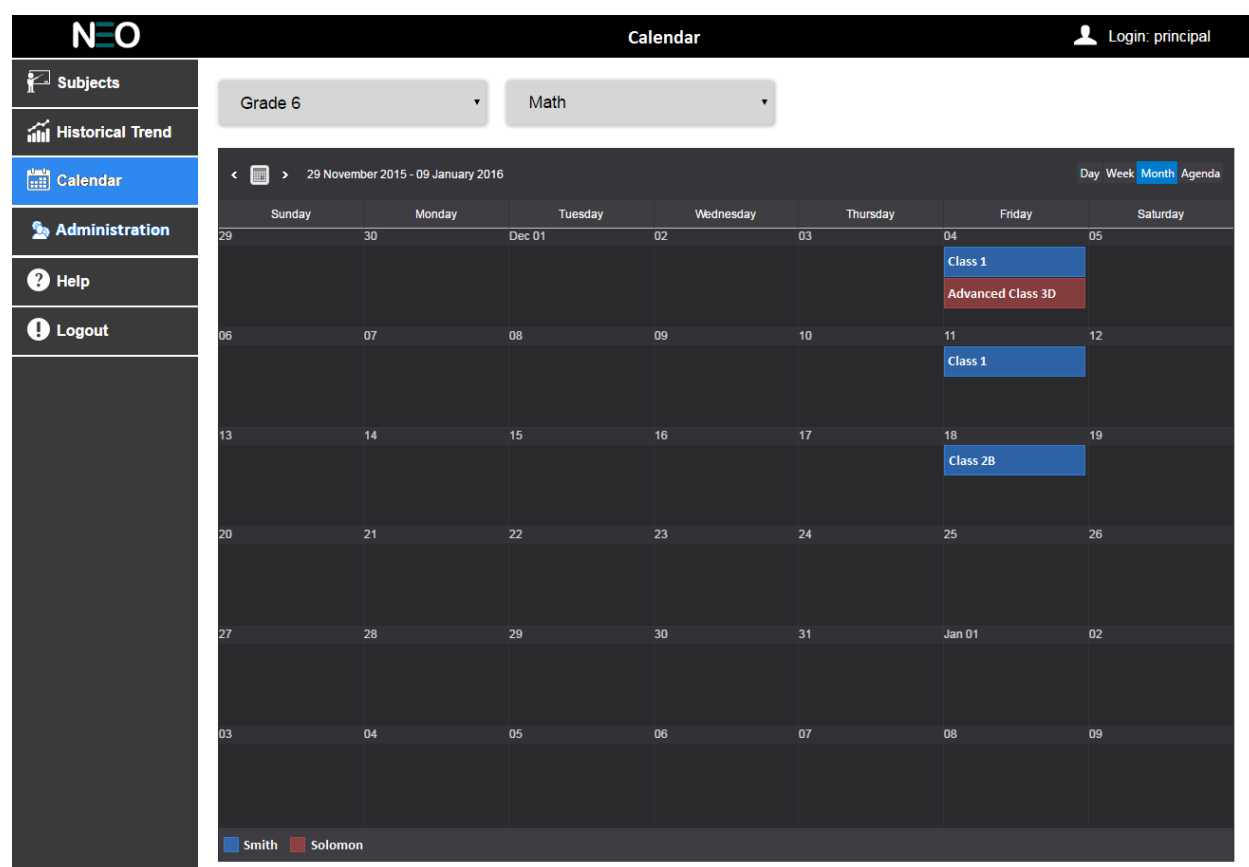 NEO
Calendar
Login: principal
Subjects
Historical Trend
Calendar
Administration
Help
Logout
Grade 6
Math
29 November 2015 - 09 January 2016
Day Week Month Agenda
Sunday Monday Tuesday Wednesday Thursday Friday Saturday
29 30 Dec 01 02 03 04 05
Class 1
Advanced Class 3D
06 07 08 09 10 11 12
Class 1
13 14 15 16 17 18 19
Class 2B
20 21 22 23 24 25 26
27 28 29 30 31 Jan 01 02
03 04 05 06 07 08 09
Smith Solomon